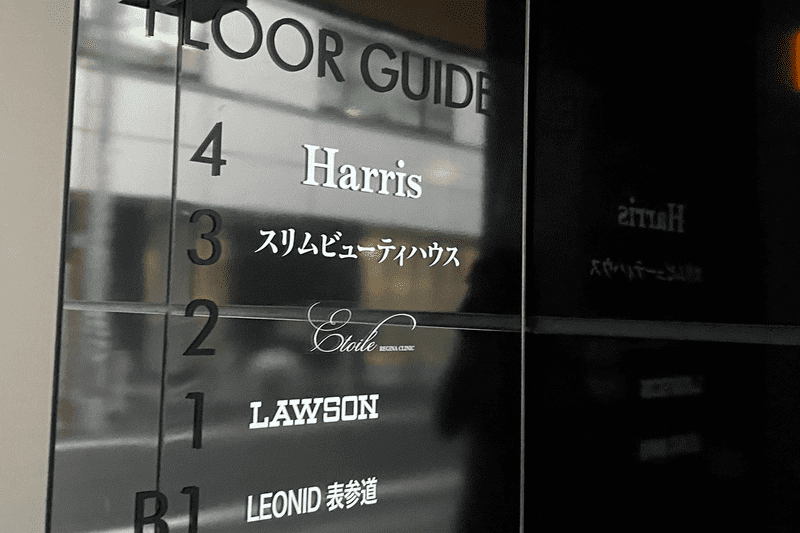 FLOOR GUIDE
4 Harris
3 スリムビューティハウス
2 Etoile REGINA CLINIC
1 LAWSON
B1 LEONID 表参道